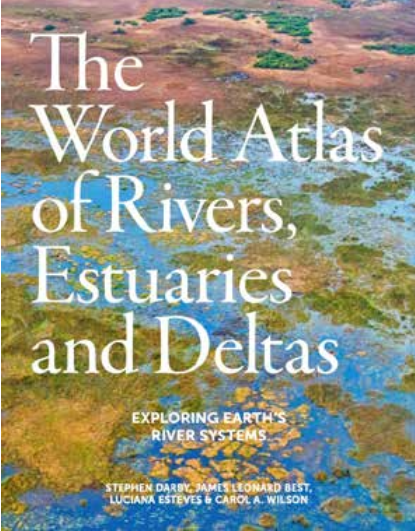 The
World Atlas
of Rivers,
Estuaries
and Deltas
EXPLORING EARTH'S
RIVER SYSTEMS
STEPHEN DARBY, JAMES LEONARD BEST,
LUCIANA ESTEVES & CAROL A. WILSON